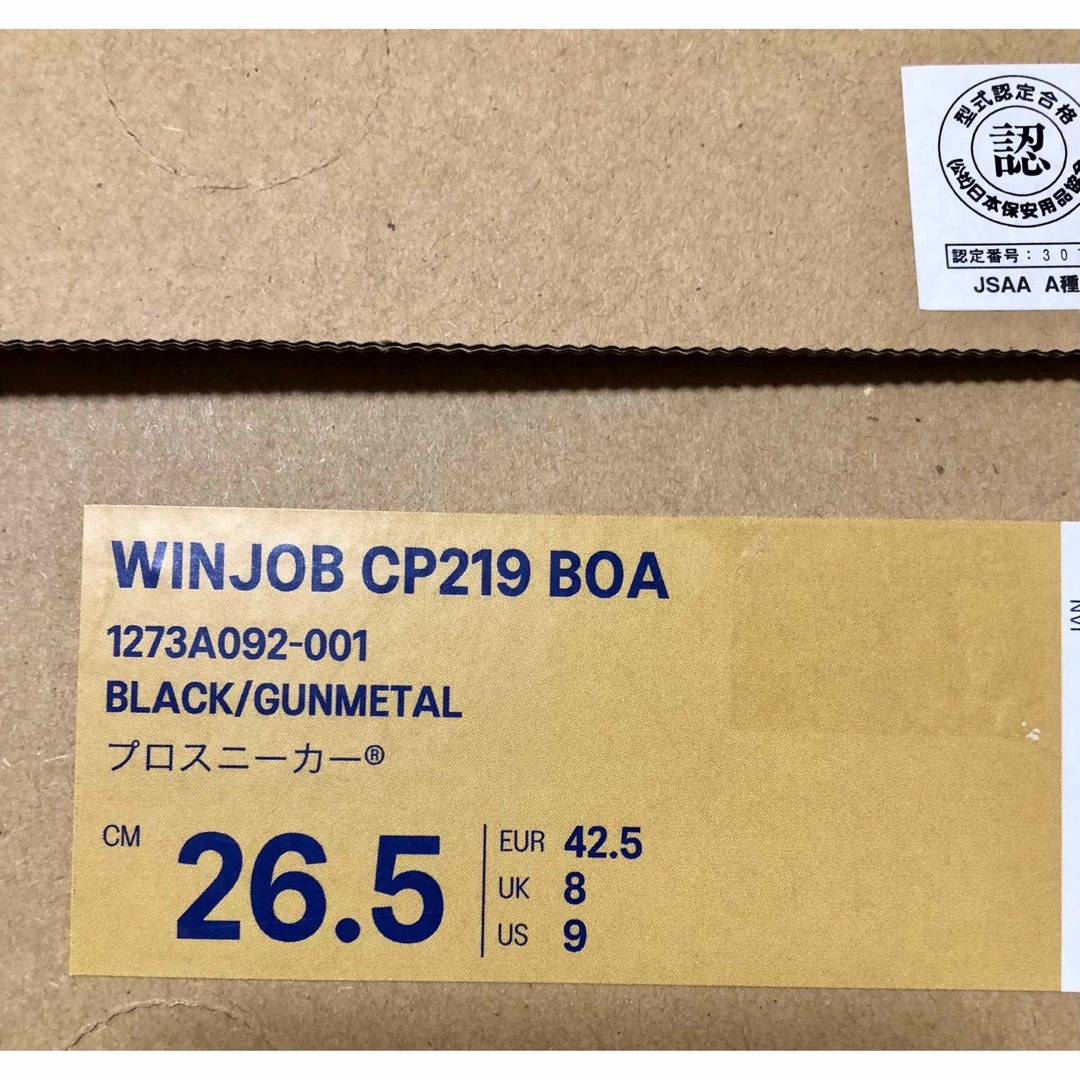 型式認定合格
認
(公社)日本保安用品協会
認定番号：30
JSAA A種
WINJOB CP219 BOA
1273A092-001
BLACK/GUNMETAL
プロスニーカー®
CM 26.5
EUR 42.5
UK 8
US 9